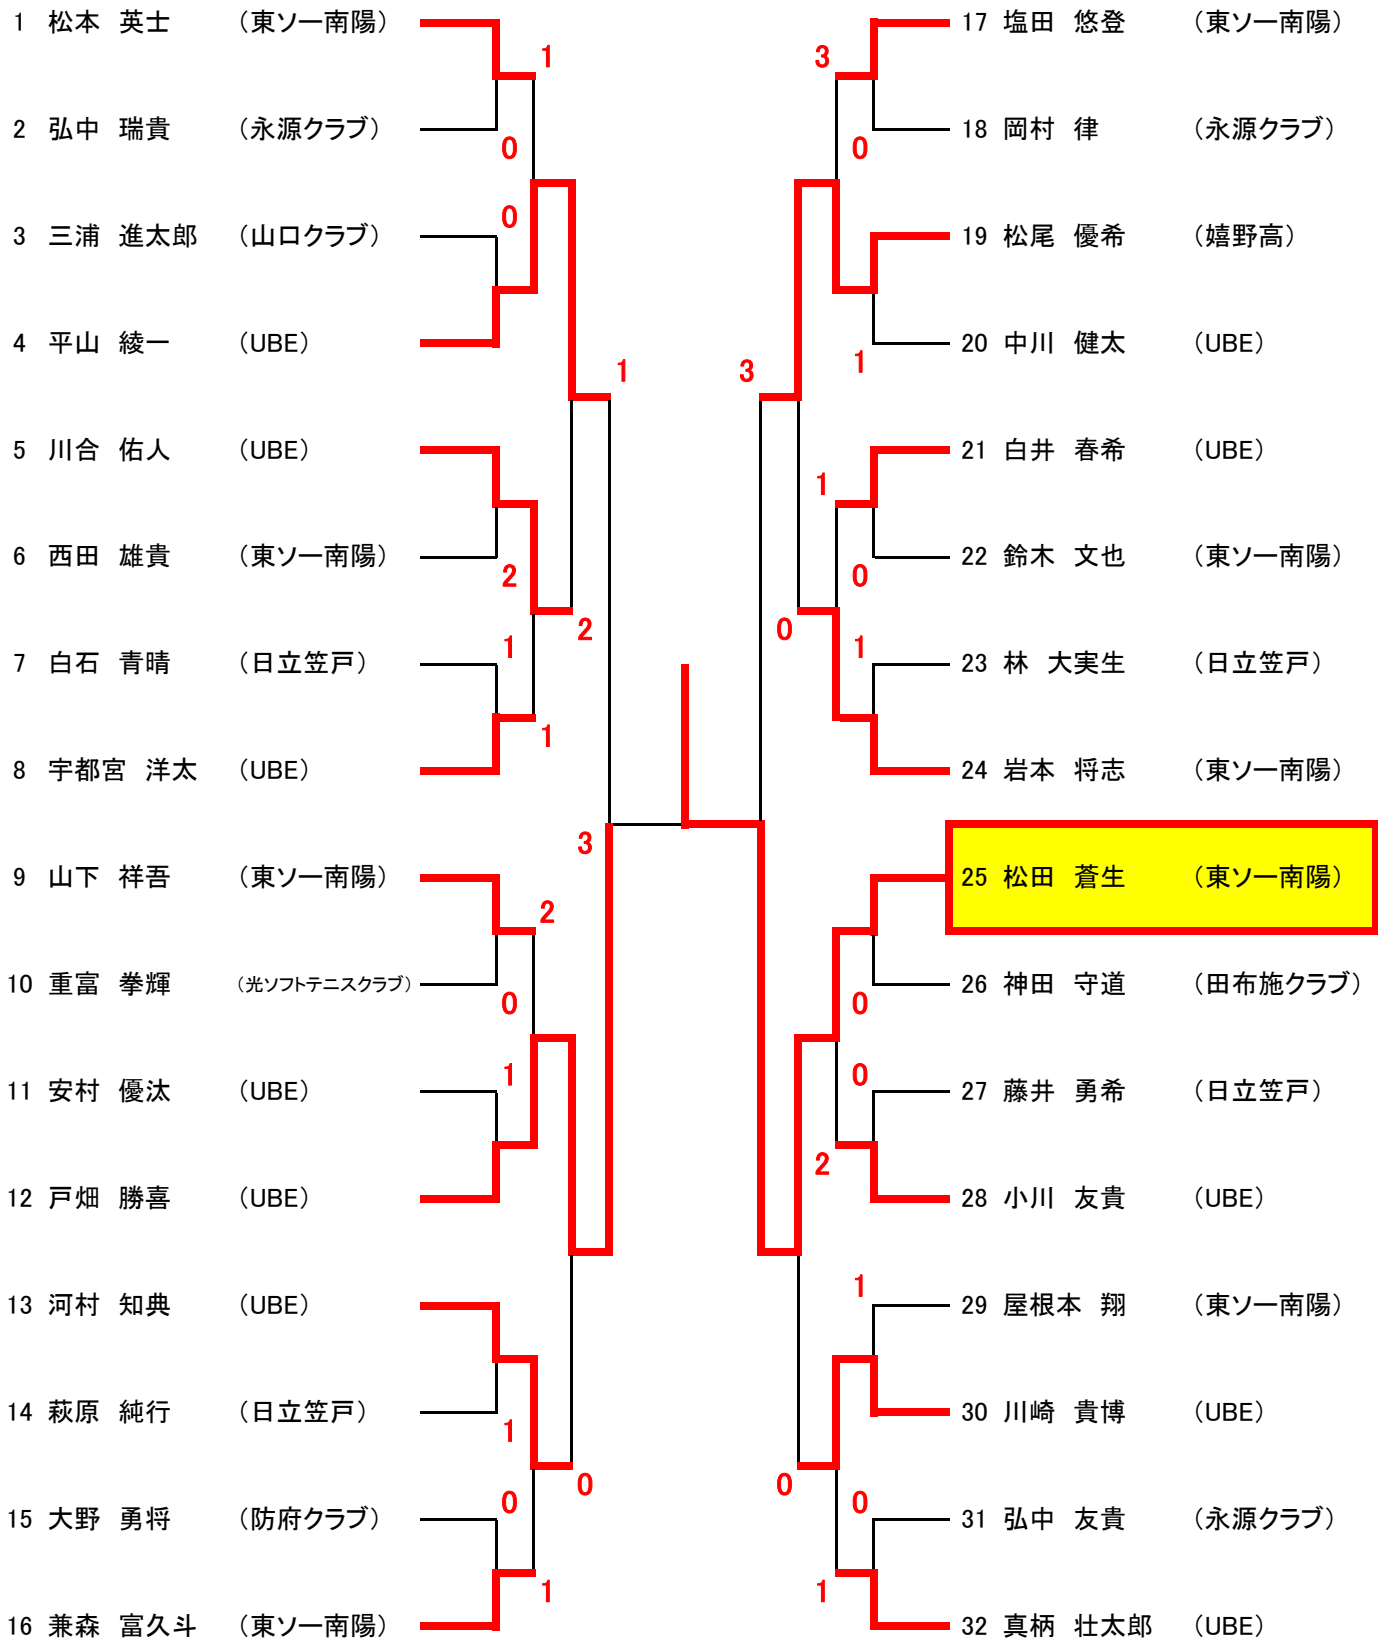 1 松本 英士 （東ソー南陽）
1
2 弘中 瑞貴 （永源クラブ）
0
0
3 三浦 進太郎 （山口クラブ）
4 平山 綾一 （UBE）
1
5 川合 佑人 （UBE）
6 西田 雄貴 （東ソー南陽）
2
2
1
7 白石 青晴 （日立笠戸）
1
8 宇都宮 洋太 （UBE）
3
9 山下 祥吾 （東ソー南陽）
2
10 重富 拳輝 （光ソフトテニスクラブ）
0
1
11 安村 優汰 （UBE）
12 戸畑 勝喜 （UBE）
13 河村 知典 （UBE）
14 萩原 純行 （日立笠戸）
1
0
0
15 大野 勇将 （防府クラブ）
1
16 兼森 富久斗 （東ソー南陽）
17 塩田 悠登 （東ソー南陽）
3
18 岡村 律 （永源クラブ）
0
19 松尾 優希 （嬉野高）
20 中川 健太 （UBE）
1
3
21 白井 春希 （UBE）
1
22 鈴木 文也 （東ソー南陽）
0
0
1
23 林 大実生 （日立笠戸）
24 岩本 将志 （東ソー南陽）
25 松田 蒼生 （東ソー南陽）
26 神田 守道 （田布施クラブ）
0
0
27 藤井 勇希 （日立笠戸）
2
28 小川 友貴 （UBE）
1
29 屋根本 翔 （東ソー南陽）
30 川崎 貴博 （UBE）
0
0
31 弘中 友貴 （永源クラブ）
1
32 真柄 壮太郎 （UBE）